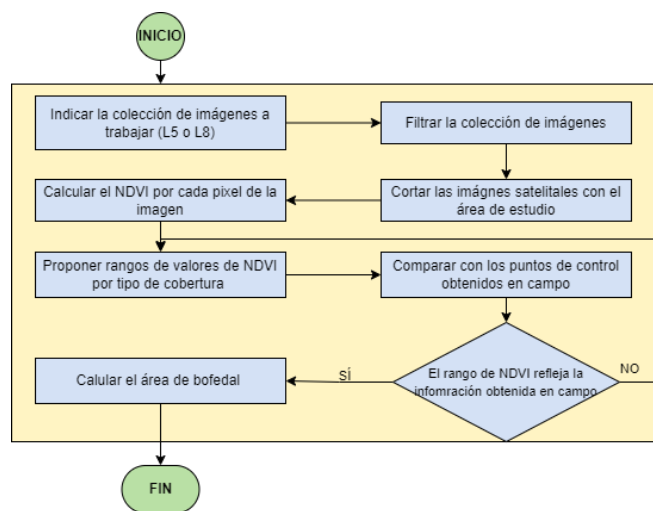 INICIO
Indicar la colección de imágenes a
trabajar (L5 o L8)
Filtrar la colección de imágenes
Calcular el NDVI por cada pixel de la
imagen
Cortar las imágnes satelitales con el
área de estudio
Proponer rangos de valores de NDVI
por tipo de cobertura
Comparar con los puntos de control
obtenidos en campo
Calular el área de bofedal
SÍ
El rango de NDVI refleja la
infomración obtenida en campo
NO
FIN